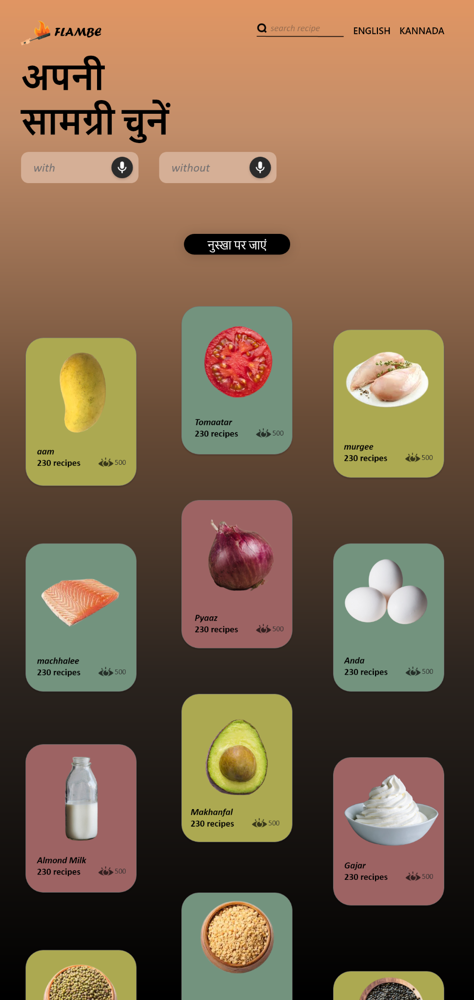 FLAMBE
search recipe
ENGLISH KANNADA
अपनी
सामग्री चुनें
with
without
नुस्खा पर जाएं
Tomaatar
230 recipes 500
aam
230 recipes 500
murgee
230 recipes 500
Pyaaz
230 recipes 500
machhalee
230 recipes 500
Anda
230 recipes 500
Makhanfal
230 recipes 500
Almond Milk
230 recipes 500
Gajar
230 recipes 500